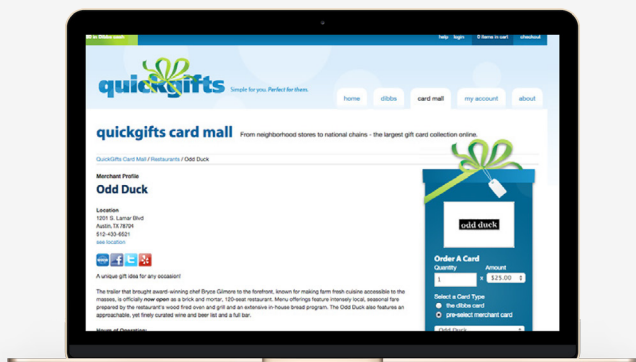 $0 in Dibbs cash
help login 0 items in cart checkout
quickgifts Simple for you. Perfect for them.
home dibbs card mall my account about
quickgifts card mall From neighborhood stores to national chains - the largest gift card collection online.
QuickGifts Card Mall / Restaurants / Odd Duck
Merchant Profile
Odd Duck
Location
1201 S. Lamar Blvd
Austin, TX 78704
512-433-6521
see location
A unique gift idea for any occasion!
The trailer that brought award-winning chef Bryce Gilmore to the forefront, known for making farm fresh cuisine accessible to the
masses, is officially now open as a brick and mortar, 120-seat restaurant. Menu offerings feature intensely local, seasonal fare
prepared by the restaurant's wood fired oven and grill and an extensive in-house bread program. The Odd Duck also features an
approachable, yet finely curated wine and beer list and a full bar.
Hours of Operation:
odd duck
Order A Card
Quantity Amount
1 x $25.00
Select a Card Type
the dibbs card
pre-select merchant card
Odd Duck